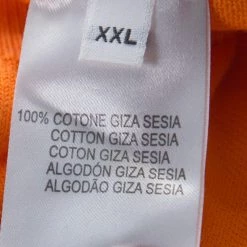 XXL
100% COTONE GIZA SESIA
COTTON GIZA SESIA
COTON GIZA SESIA
ALGODÓN GIZA SESIA
ALGODÃO GIZA SESIA